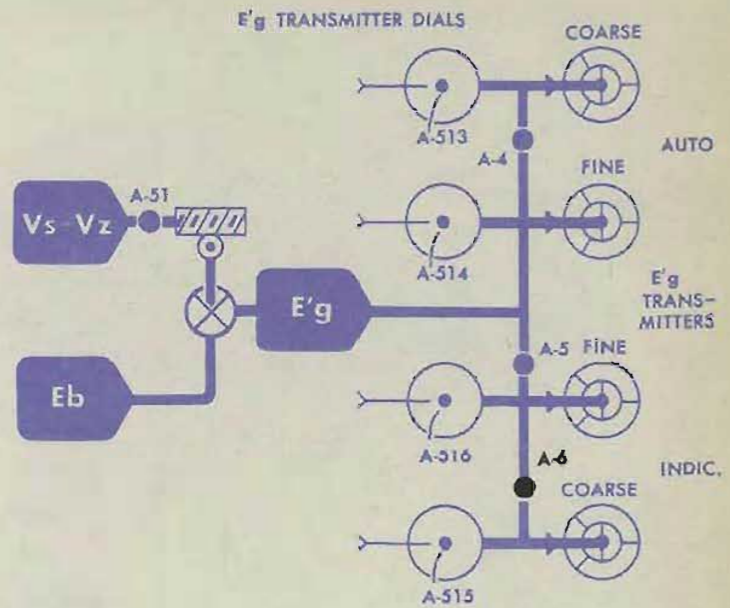 E'g TRANSMITTER DIALS
COARSE
A-513
A-4
AUTO
FINE
A-51
Vs-Vz
A-514
E'g
TRANS-
MITTERS
E'g
A-5
FINE
Eb
A-516
A-6
INDIC.
COARSE
A-515